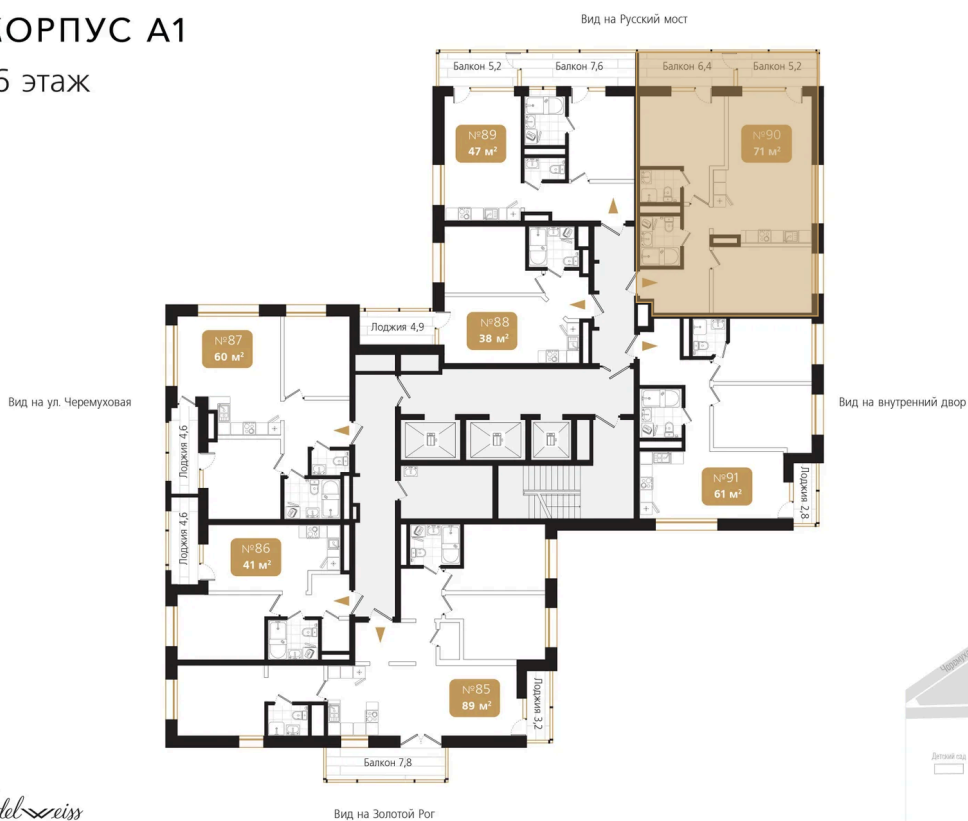 КОРПУС А1
6 этаж
Вид на Русский мост
Балкон 5,2
Балкон 7,6
Балкон 6,4
Балкон 5,2
№89
47 м²
№90
71 м²
Лоджия 4,9
№88
38 м²
№87
60 м²
Вид на ул. Черемуховая
Вид на внутренний двор
Лоджия 4,6
№91
61 м²
Лоджия 2,8
Лоджия 4,6
№86
41 м²
№85
89 м²
Лоджия 3,2
Балкон 7,8
Детский сад
Вид на Золотой Рог
delweiss